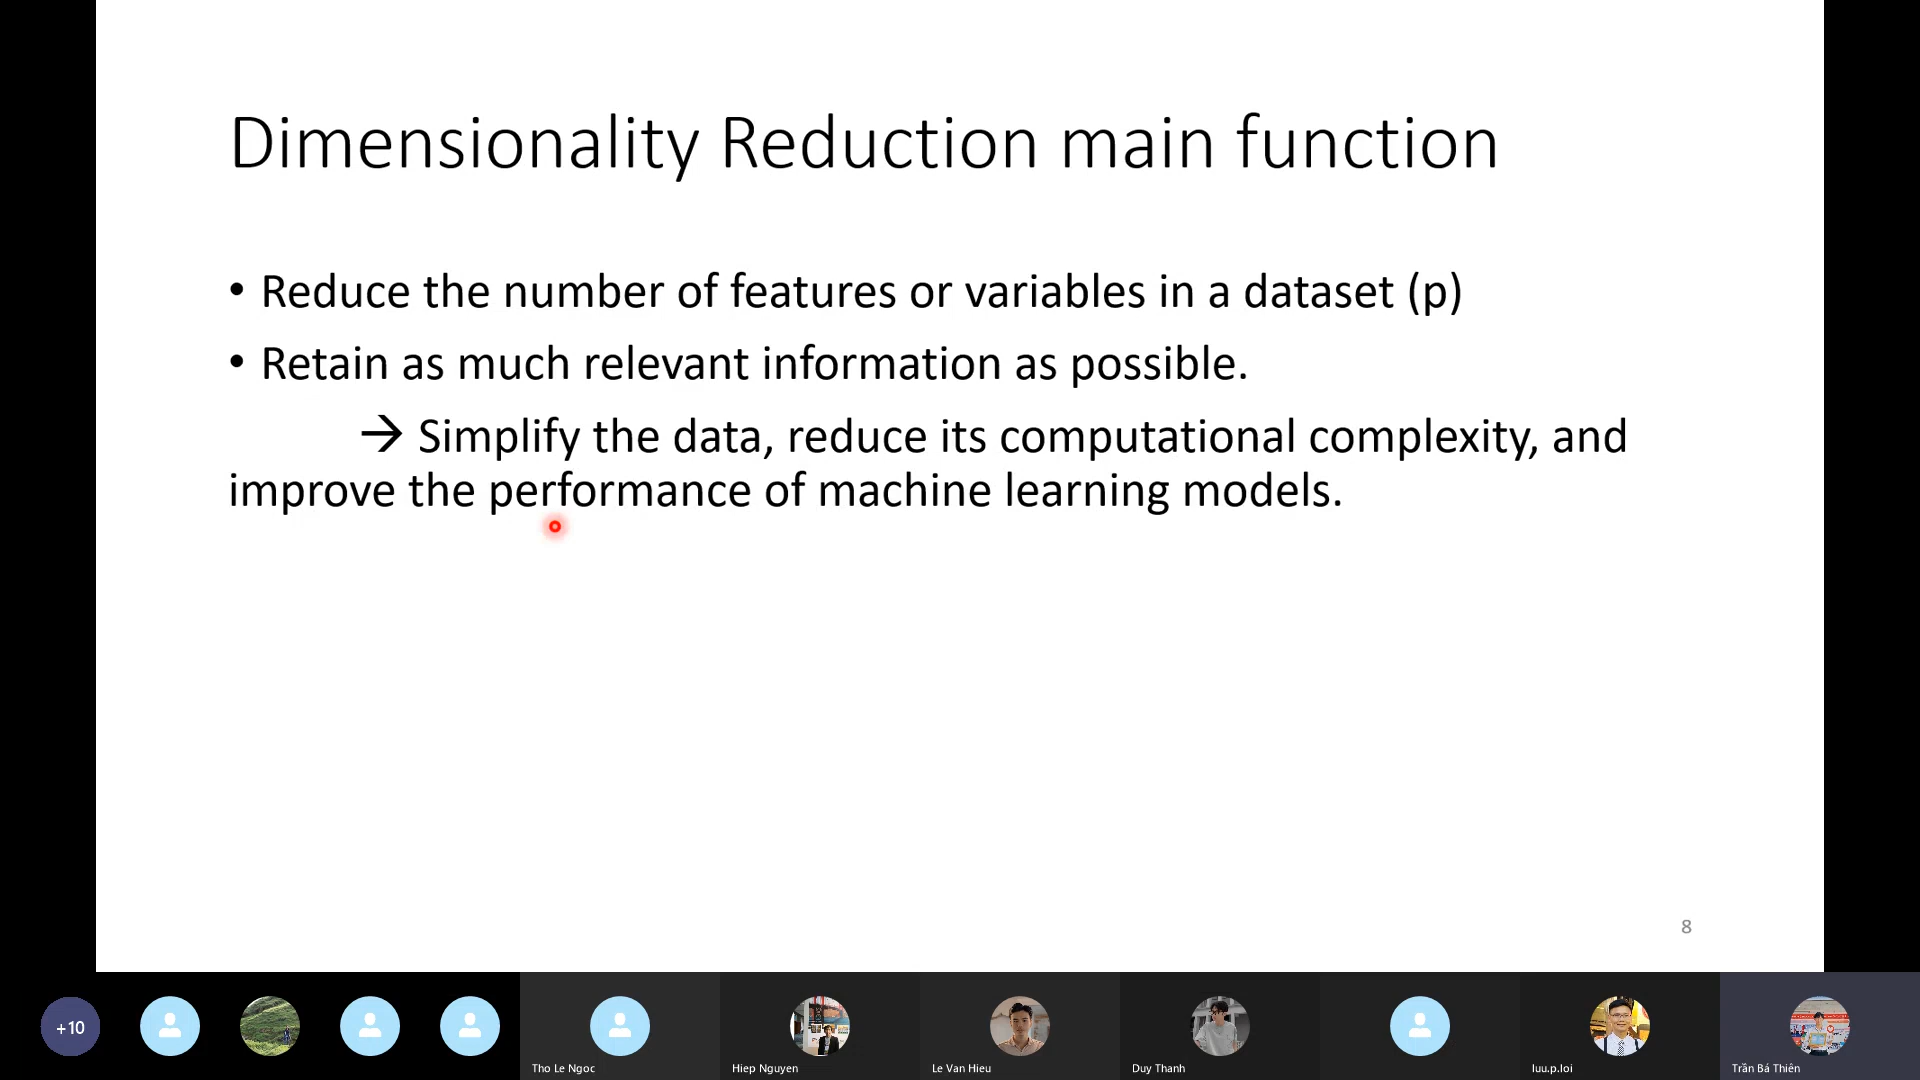 Dimensionality Reduction main function
• Reduce the number of features or variables in a dataset (p)
• Retain as much relevant information as possible.
→ Simplify the data, reduce its computational complexity, and
improve the performance of machine learning models.
8
+10
Tho Le Ngoc
Hiep Nguyen
Le Van Hieu
Duy Thanh
luu.p.loi
Trần Bá Thiên